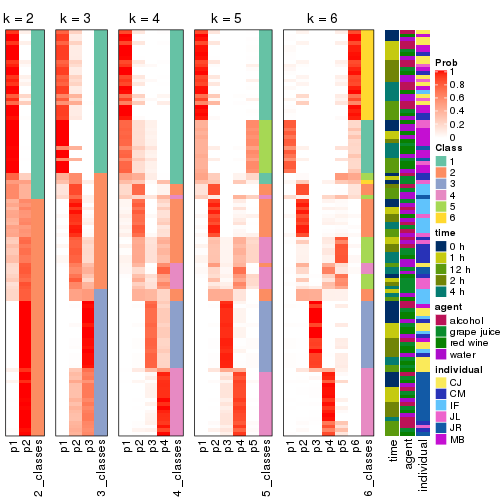 k = 2 k = 3 k = 4 k = 5 k = 6
Prob
1
0.8
0.6
0.4
0.2
0
Class
1
2
3
4
5
6
time
0 h
1 h
12 h
2 h
4 h
agent
alcohol
grape juice
red wine
water
individual
CJ
CM
IF
JL
JR
MB
p1 p2 2_classes p1 p2 p3 3_classes p1 p2 p3 p4 4_classes p1 p2 p3 p4 p5 5_classes p1 p2 p3 p4 p5 p6 6_classes time agent individual